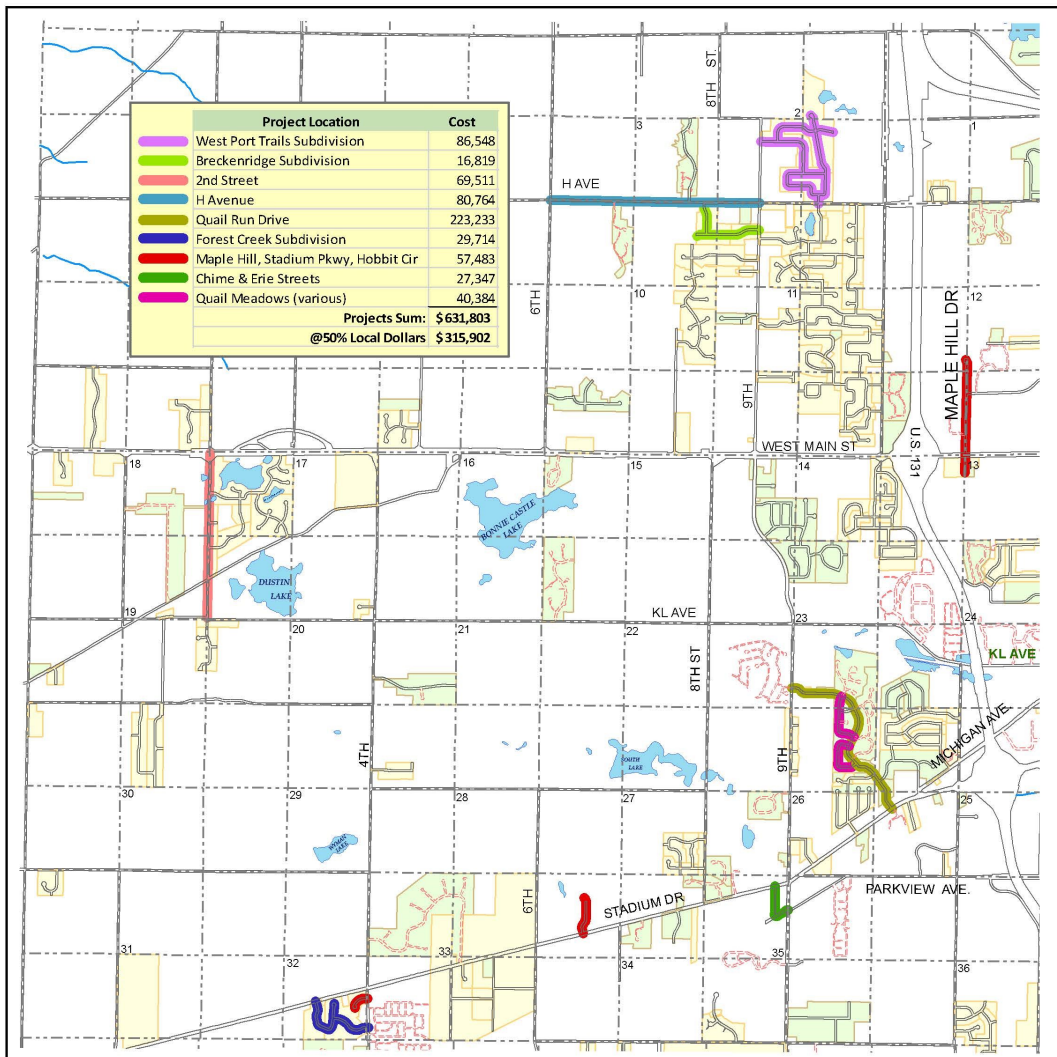 8TH ST.
Project Location Cost
West Port Trails Subdivision 86,548
Breckenridge Subdivision 16,819
2nd Street 69,511
H Avenue 80,764
Quail Run Drive 223,233
Forest Creek Subdivision 29,714
Maple Hill, Stadium Pkwy, Hobbit Cir 57,483
Chime & Erie Streets 27,347
Quail Meadows (various) 40,384
Projects Sum: $ 631,803
@50% Local Dollars $ 315,902
3
2
1
H AVE
6TH
10
11
12
MAPLE HILL DR
9TH
U.S. 131
WEST MAIN ST
18
17
16
15
14
13
BONNIE CASTLE
LAKE
DUSTIN
LAKE
19
20
21
22
KL AVE
23
24
KL AVE
8TH ST
MICHIGAN AVE.
4TH
9TH
SOUTH
LAKE
30
29
28
27
26
25
WYMAN
LAKE
6TH
STADIUM DR
PARKVIEW AVE.
31
32
33
34
35
36